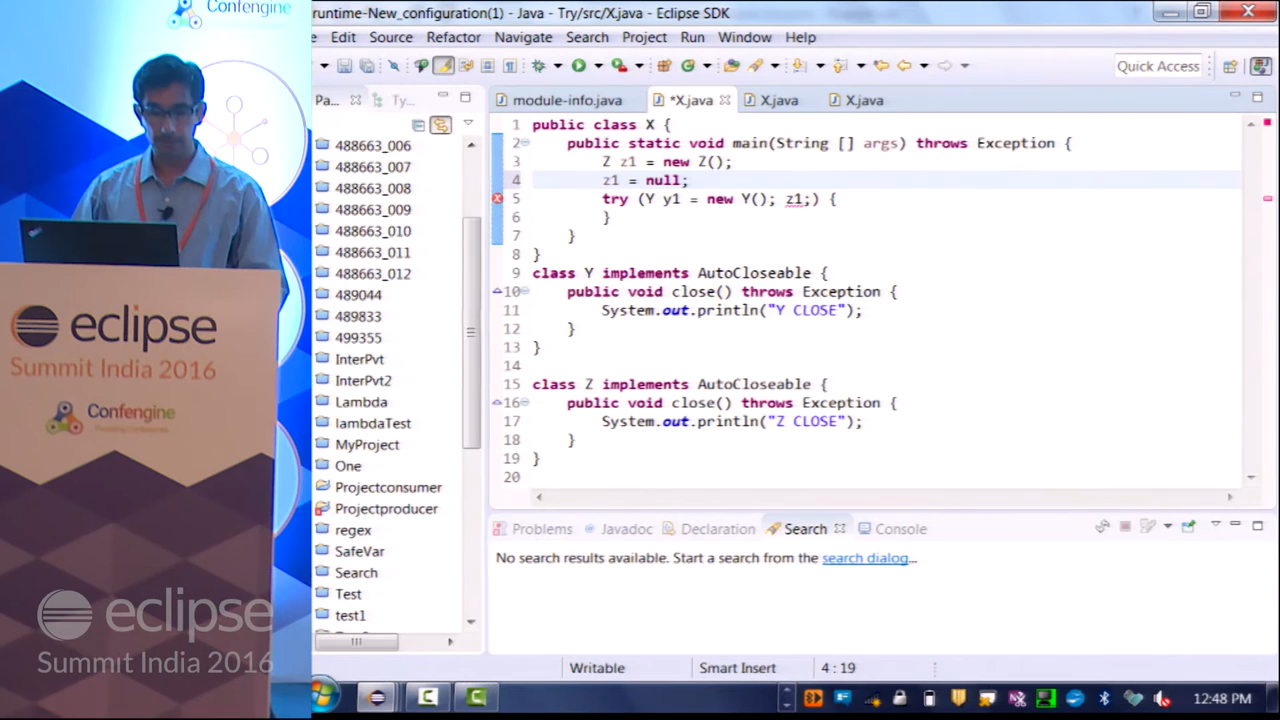 Confengine
runtime-New_configuration(1) - Java - Try/src/X.java - Eclipse SDK
Edit Source Refactor Navigate Search Project Run Window Help
Quick Access
Pa... Ty...
module-info.java *X.java X.java X.java
488663_006
488663_007
488663_008
488663_009
488663_010
488663_011
488663_012
489044
489833
499355
InterPvt
InterPvt2
Lambda
lambdaTest
MyProject
One
Projectconsumer
Projectproducer
regex
SafeVar
Search
Test
test1
1 public class X {
2 public static void main(String [] args) throws Exception {
3 Z z1 = new Z();
4 z1 = null;
5 try (Y y1 = new Y(); z1;) {
6 }
7 }
8 }
9 class Y implements AutoCloseable {
10 public void close() throws Exception {
11 System.out.println("Y CLOSE");
12 }
13 }
14
15 class Z implements AutoCloseable {
16 public void close() throws Exception {
17 System.out.println("Z CLOSE");
18 }
19 }
20
Problems Javadoc Declaration Search Console
No search results available. Start a search from the search dialog...
Writable Smart Insert 4 : 19
12:48 PM
eclipse
Summit India 2016
Confengine
eclipse
Summit India 2016